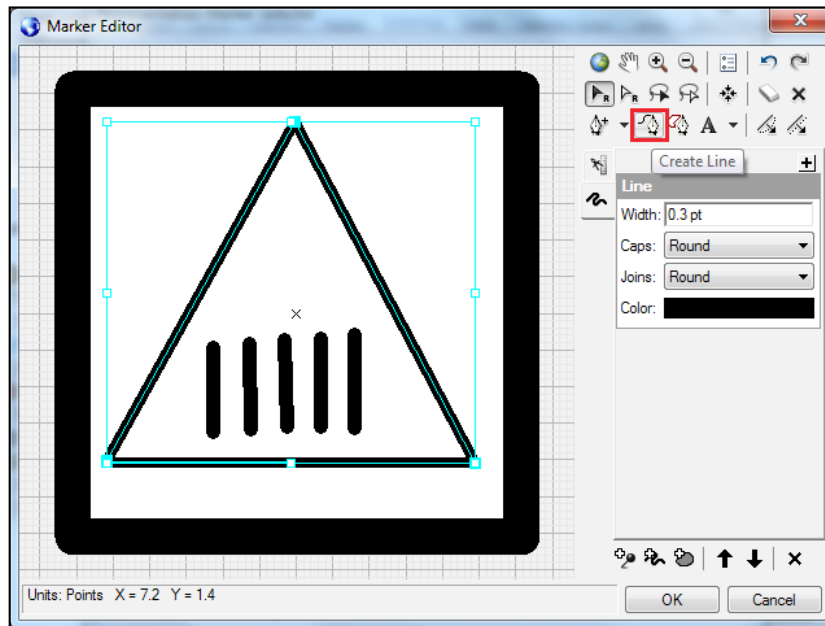 Marker Editor
R
R
R
R
A
Create Line
Line
Width: 0.3 pt
Caps: Round
Joins: Round
Color:
Units: Points X = 7.2 Y = 1.4
OK
Cancel